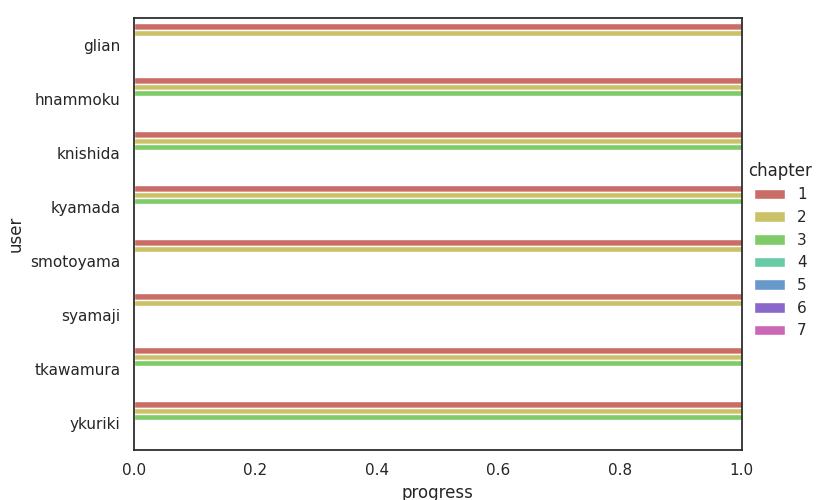 glian
hnammoku
knishida
kyamada
smotoyama
syamaji
tkawamura
ykuriki
user
0.0 0.2 0.4 0.6 0.8 1.0
progress
chapter
1
2
3
4
5
6
7